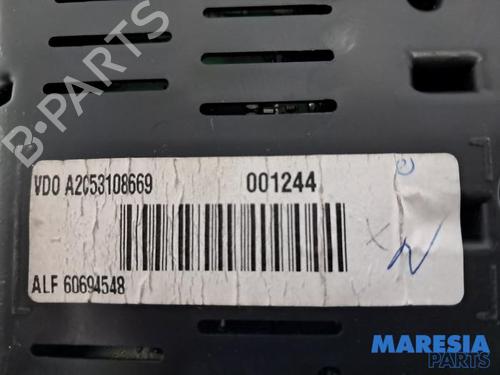 B-PARTS
VDO A2C53108669 001244
ALF 60694548
N
MARESIA
PARTS